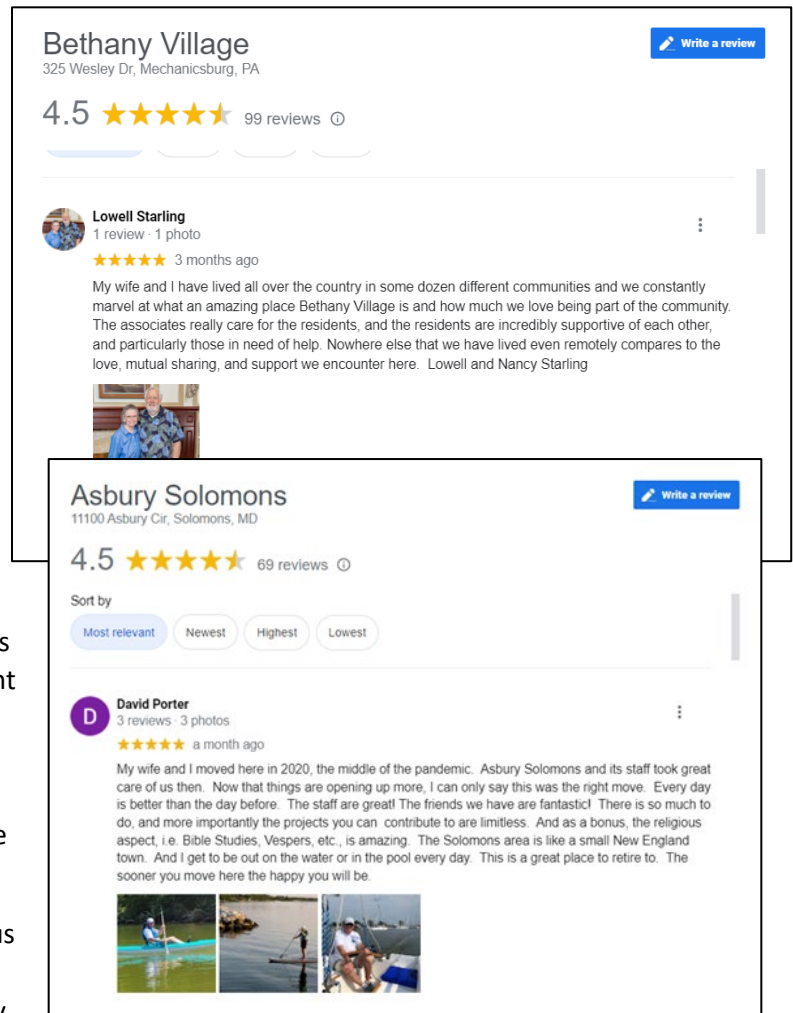 Bethany Village
Write a review
325 Wesley Dr, Mechanicsburg, PA
4.5 99 reviews
Lowell Starling
1 review · 1 photo
3 months ago
My wife and I have lived all over the country in some dozen different communities and we constantly
marvel at what an amazing place Bethany Village is and how much we love being part of the community.
The associates really care for the residents, and the residents are incredibly supportive of each other,
and particularly those in need of help. Nowhere else that we have lived even remotely compares to the
love, mutual sharing, and support we encounter here. Lowell and Nancy Starling
Asbury Solomons
Write a review
11100 Asbury Cir, Solomons, MD
4.5 69 reviews
Sort by
Most relevant Newest Highest Lowest
D
David Porter
3 reviews · 3 photos
a month ago
My wife and I moved here in 2020, the middle of the pandemic. Asbury Solomons and its staff took great
care of us then. Now that things are opening up more, I can only say this was the right move. Every day
is better than the day before. The staff are great! The friends we have are fantastic! There is so much to
do, and more importantly the projects you can contribute to are limitless. And as a bonus, the religious
aspect, i.e. Bible Studies, Vespers, etc., is amazing. The Solomons area is like a small New England
town. And I get to be out on the water or in the pool every day. This is a great place to retire to. The
sooner you move here the happy you will be.